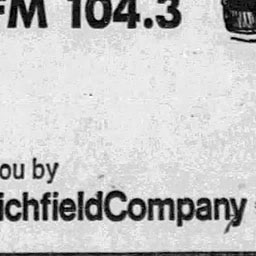 FM 104.3
ou by
ichfieldCompany